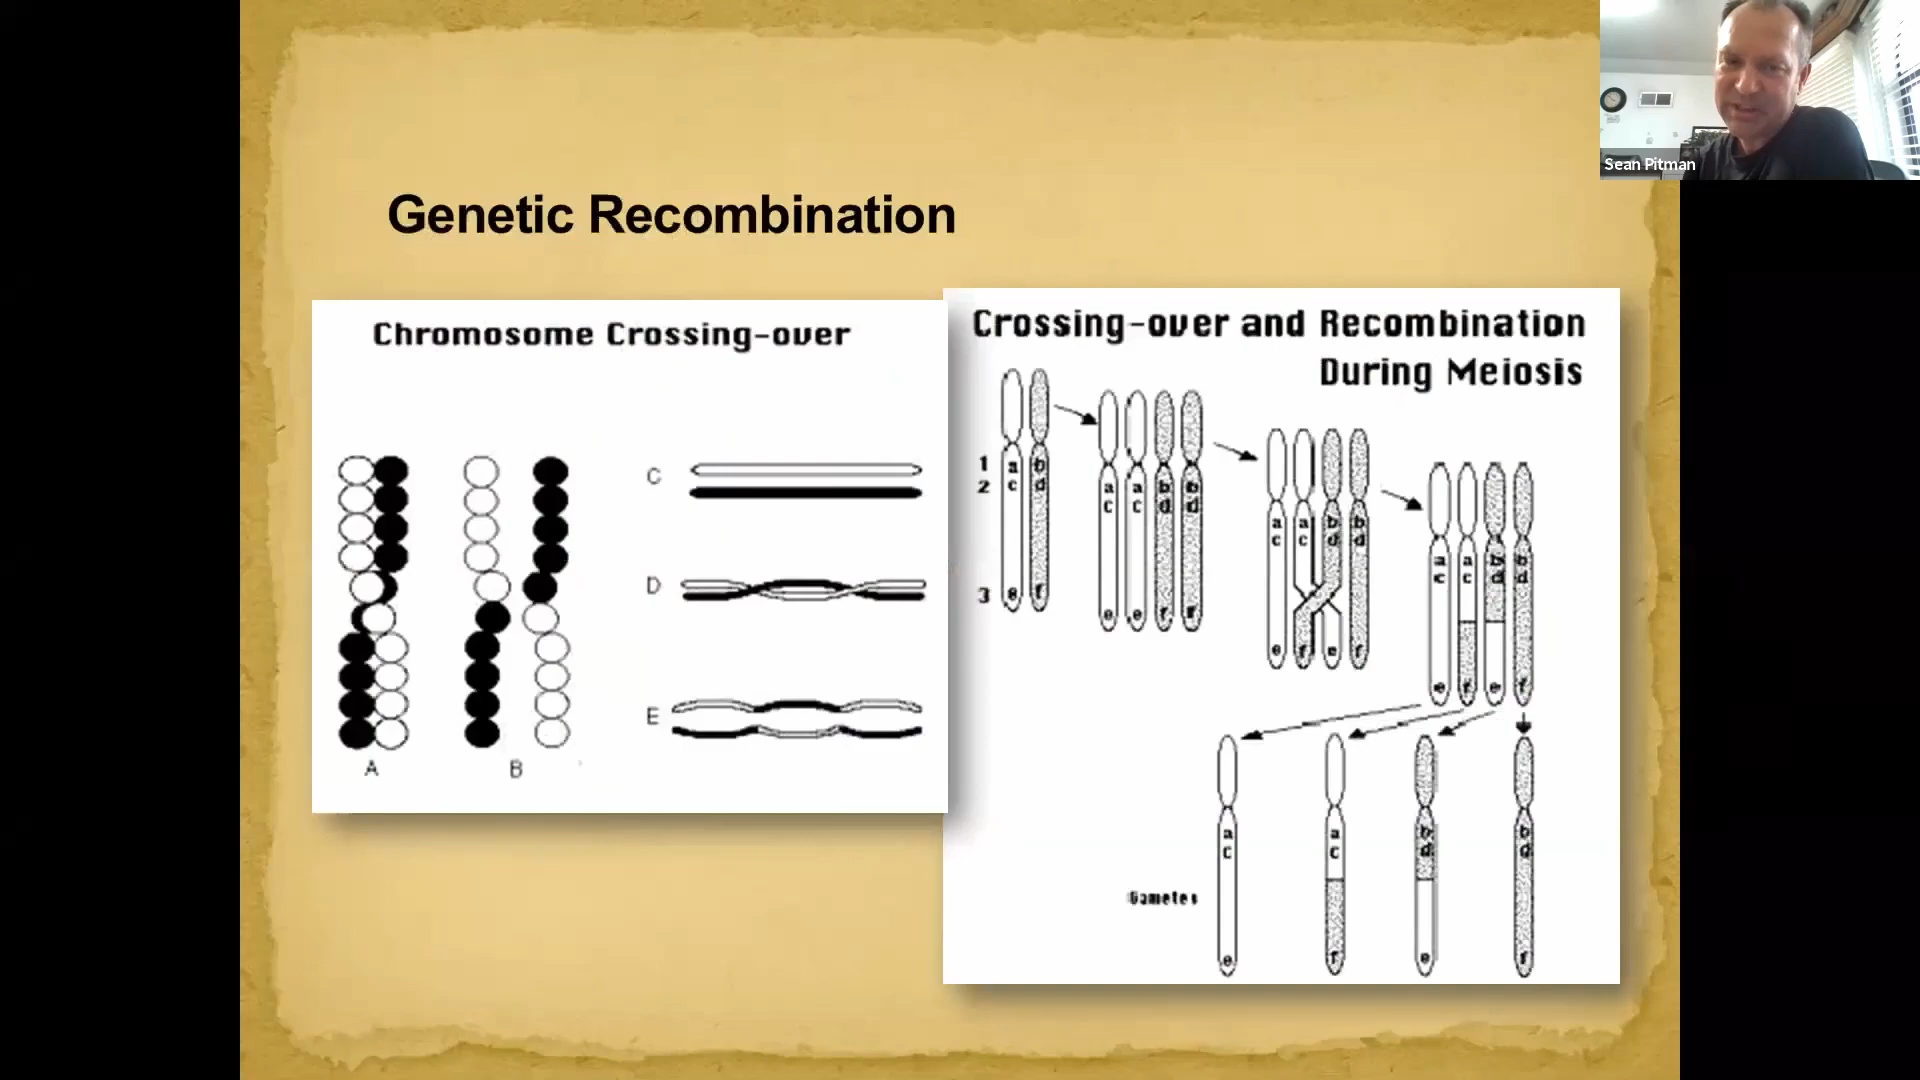 Sean Pitman
Genetic Recombination
Chromosome Crossing-over
A
B
C
D
E
Crossing-over and Recombination
During Meiosis
1
2
3
a b
c d
e f
a a b b
c c d d
e e f f
a a b b
c c d d
e f e f
a a b b
c c d d
e f e f
a a b b
c c d d
Gametes
e f e f